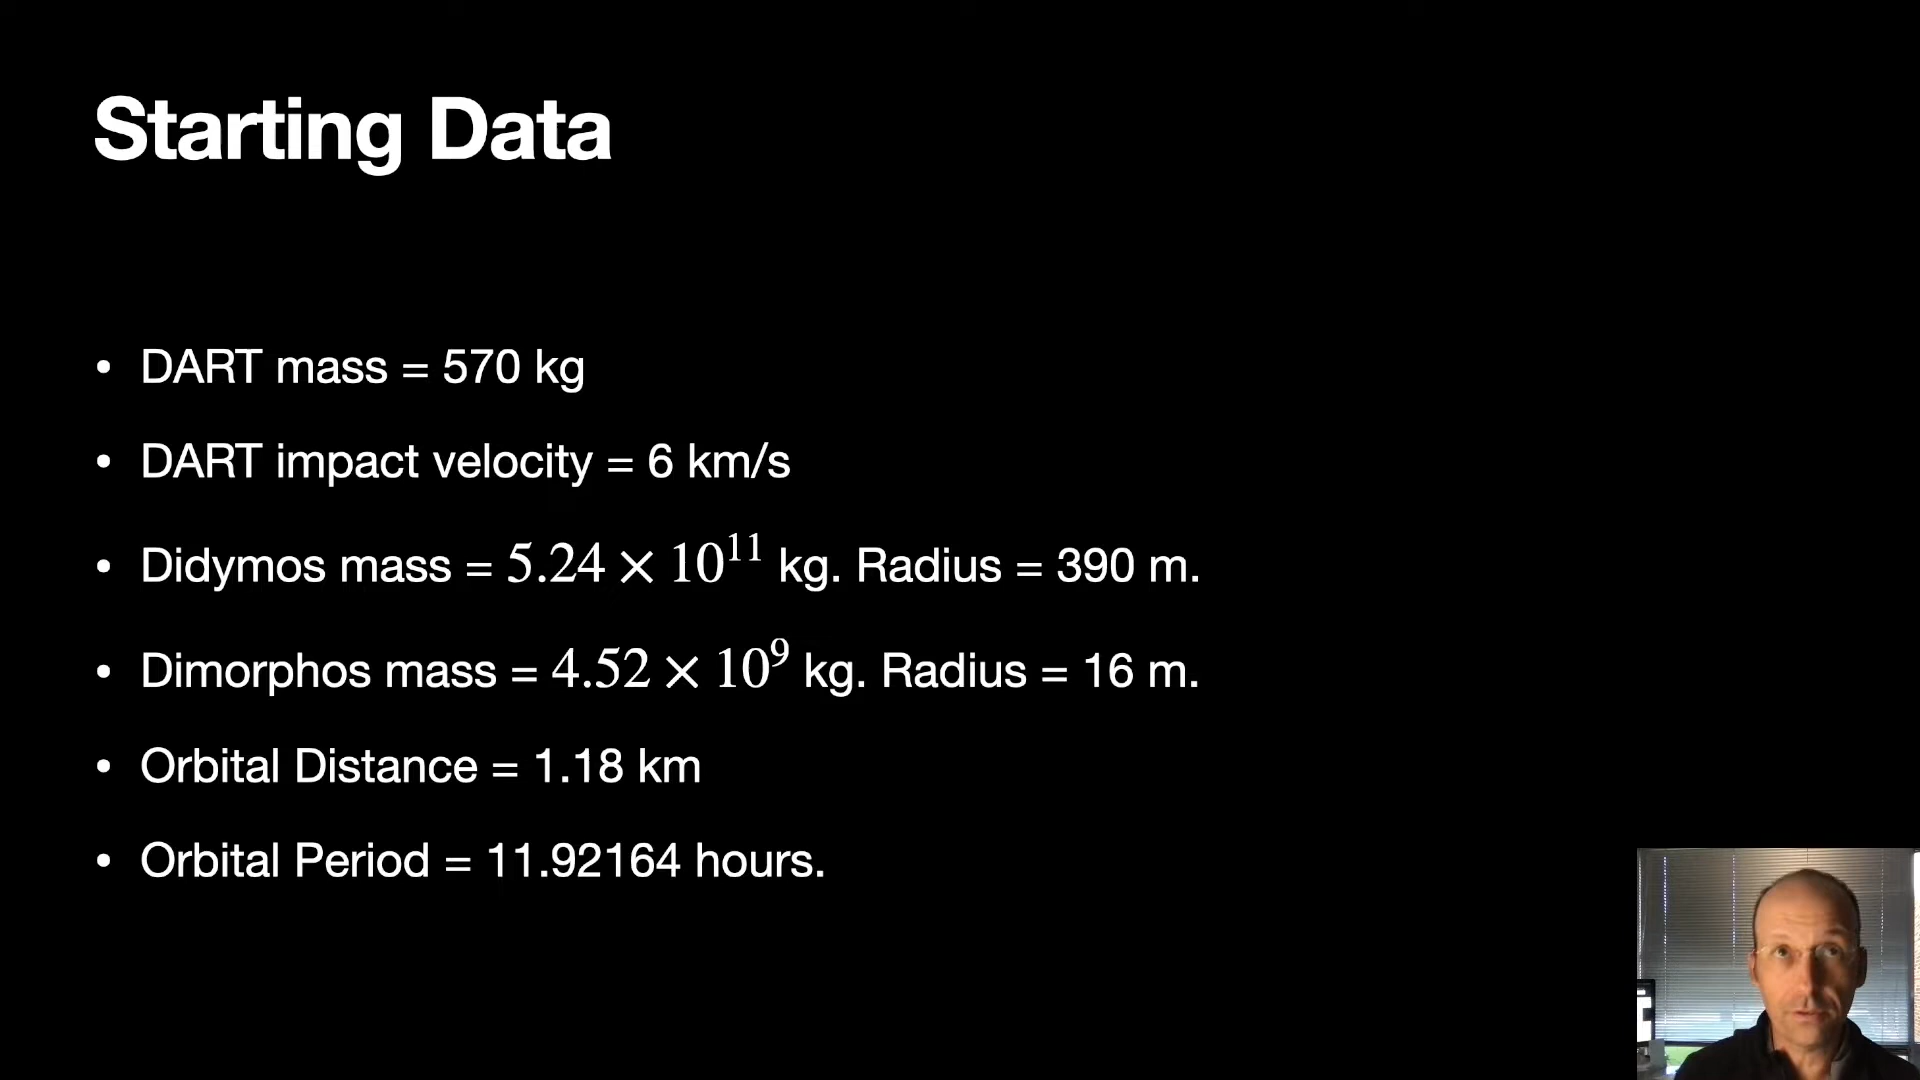 Starting Data
• DART mass = 570 kg
• DART impact velocity = 6 km/s
• Didymos mass = 5.24 × 10¹¹ kg. Radius = 390 m.
• Dimorphos mass = 4.52 × 10⁹ kg. Radius = 16 m.
• Orbital Distance = 1.18 km
• Orbital Period = 11.92164 hours.